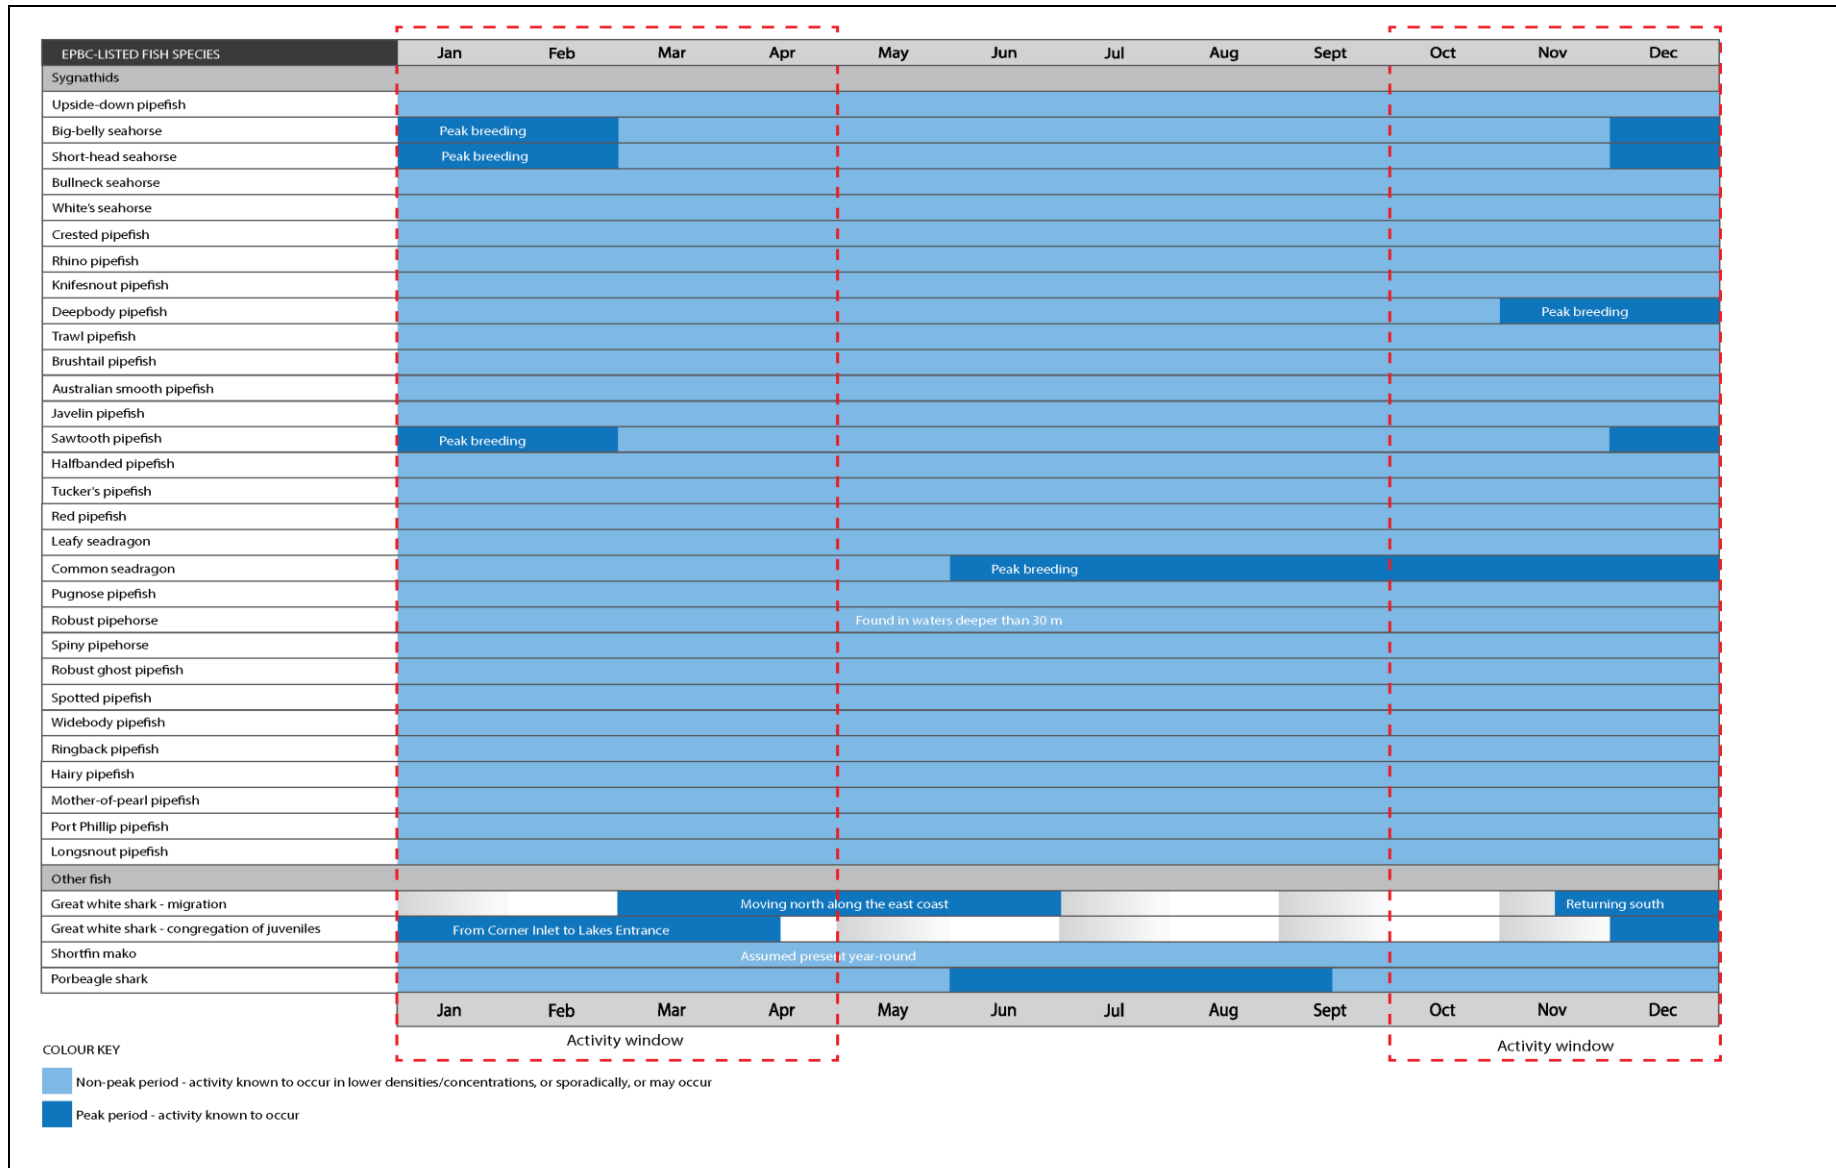 EPBC-LISTED FISH SPECIES Jan Feb Mar Apr May Jun Jul Aug Sept Oct Nov Dec
Sygnathids
Upside-down pipefish
Big-belly seahorse Peak breeding
Short-head seahorse Peak breeding
Bullneck seahorse
White's seahorse
Crested pipefish
Rhino pipefish
Knifesnout pipefish
Deepbody pipefish Peak breeding
Trawl pipefish
Brushtail pipefish
Australian smooth pipefish
Javelin pipefish
Sawtooth pipefish Peak breeding
Halfbanded pipefish
Tucker's pipefish
Red pipefish
Leafy seadragon
Common seadragon Peak breeding
Pugnose pipefish
Robust pipehorse Found in waters deeper than 30 m
Spiny pipehorse
Robust ghost pipefish
Spotted pipefish
Widebody pipefish
Ringback pipefish
Hairy pipefish
Mother-of-pearl pipefish
Port Phillip pipefish
Longsnout pipefish
Other fish
Great white shark - migration Moving north along the east coast Returning south
Great white shark - congregation of juveniles From Corner Inlet to Lakes Entrance
Shortfin mako Assumed present year-round
Porbeagle shark
Jan Feb Mar Apr May Jun Jul Aug Sept Oct Nov Dec
Activity window Activity window
COLOUR KEY
Non-peak period - activity known to occur in lower densities/concentrations, or sporadically, or may occur
Peak period - activity known to occur